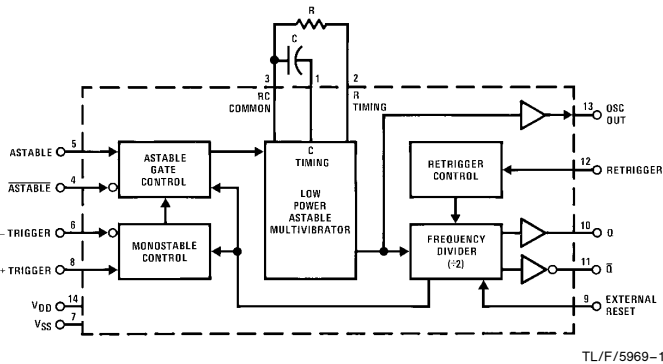 R
C
3
1
2
RC
COMMON
R
TIMING
13
OSC
OUT
ASTABLE
5
ASTABLE
4
ASTABLE
GATE
CONTROL
C
TIMING
LOW
POWER
ASTABLE
MULTIVIBRATOR
RETRIGGER
CONTROL
12
RETRIGGER
– TRIGGER
6
+ TRIGGER
8
MONOSTABLE
CONTROL
FREQUENCY
DIVIDER
(÷2)
10
Q
11
Q̅
9
EXTERNAL
RESET
VDD
14
VSS
7
TL/F/5969–1